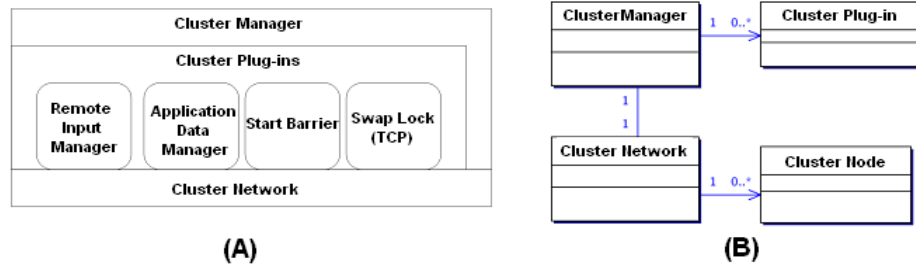 Cluster Manager
Cluster Plug-ins
Remote
Input
Manager
Application
Data
Manager
Start Barrier
Swap Lock
(TCP)
Cluster Network
(A)
ClusterManager
1 0..*
Cluster Plug-in
1
1
Cluster Network
1 0..*
Cluster Node
(B)